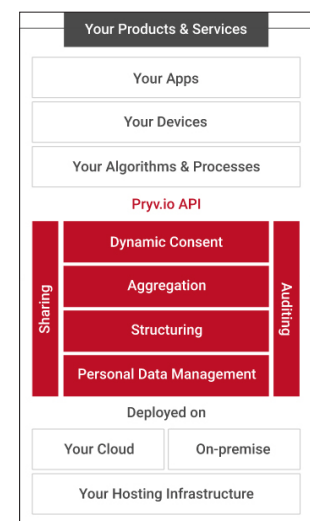 Your Products & Services
Your Apps
Your Devices
Your Algorithms & Processes
Pryv.io API
Sharing
Dynamic Consent
Aggregation
Structuring
Personal Data Management
Auditing
Deployed on
Your Cloud
On-premise
Your Hosting Infrastructure